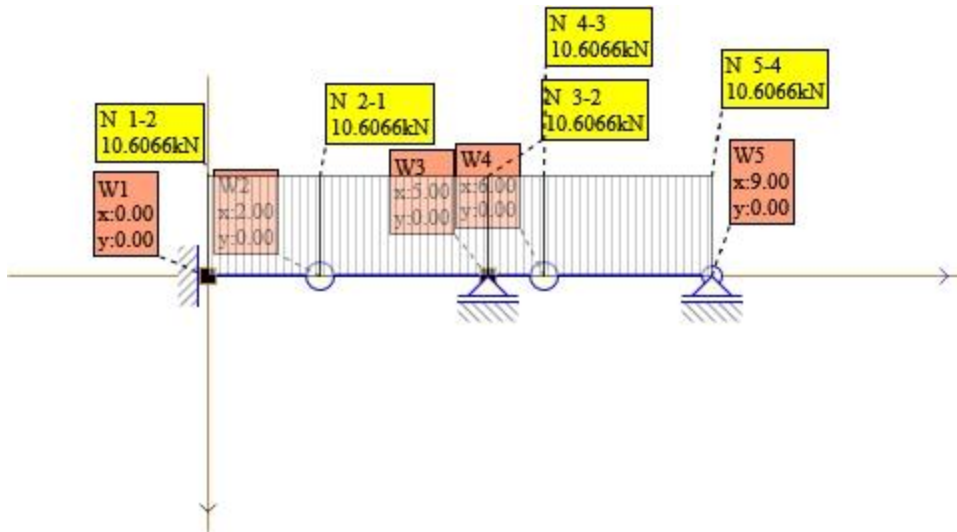 N 4-3
10.6066kN
N 5-4
10.6066kN
N 2-1
10.6066kN
N 3-2
10.6066kN
N 1-2
10.6066kN
W5
x:9.00
y:0.00
W4
x:6.00
y:0.00
W3
x:5.00
y:0.00
W2
x:2.00
y:0.00
W1
x:0.00
y:0.00